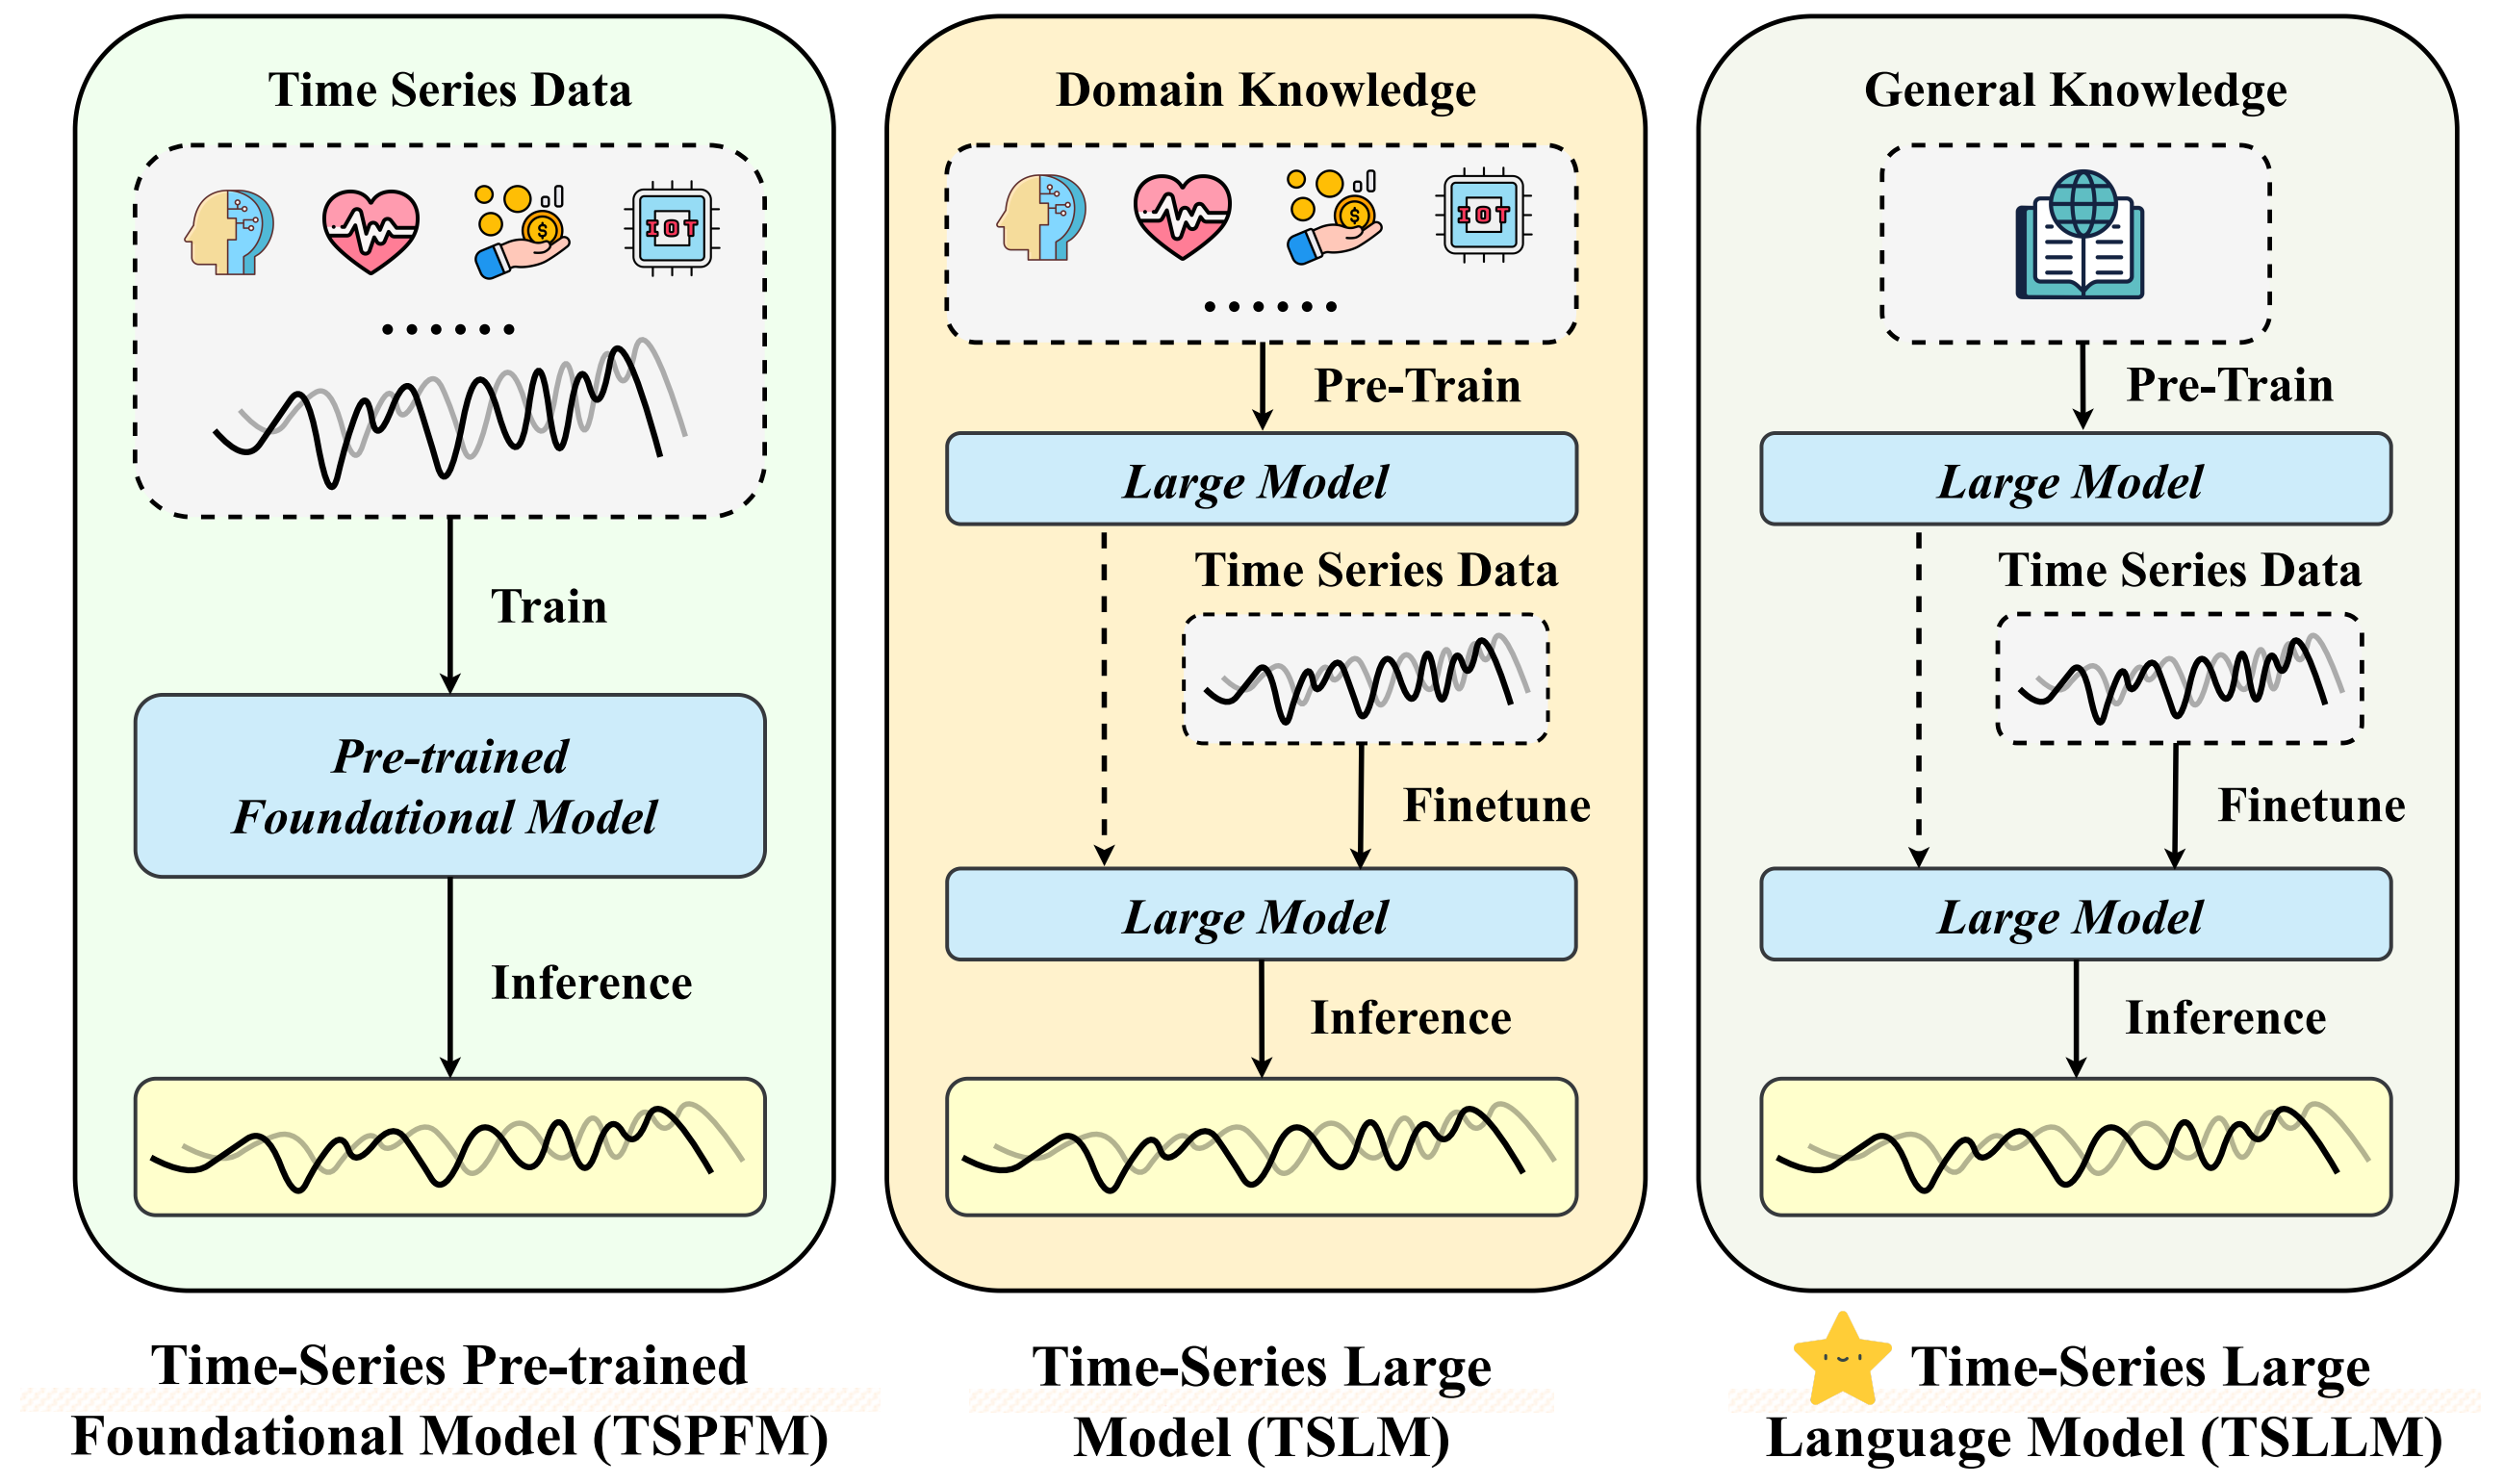 Time Series Data
IOT
Train
Pre-trained
Foundational Model
Inference
Time-Series Pre-trained
Foundational Model (TSPFM)
Domain Knowledge
IOT
Pre-Train
Large Model
Time Series Data
Finetune
Large Model
Inference
Time-Series Large
Model (TSLM)
General Knowledge
Pre-Train
Large Model
Time Series Data
Finetune
Large Model
Inference
Time-Series Large
Language Model (TSLLM)